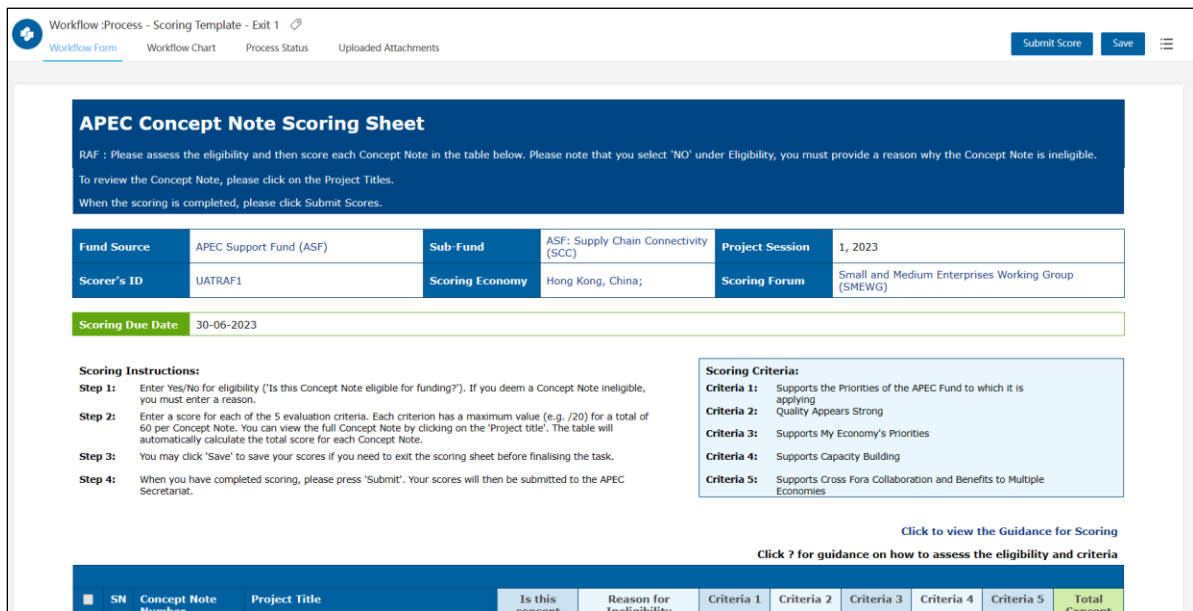 Workflow :Process - Scoring Template - Exit 1
Workflow Form Workflow Chart Process Status Uploaded Attachments
Submit Score Save
APEC Concept Note Scoring Sheet
RAF : Please assess the eligibility and then score each Concept Note in the table below. Please note that you select 'NO' under Eligibility, you must provide a reason why the Concept Note is ineligible.
To review the Concept Note, please click on the Project Titles.
When the scoring is completed, please click Submit Scores.
Fund Source APEC Support Fund (ASF) Sub-Fund ASF: Supply Chain Connectivity (SCC) Project Session 1, 2023
Scorer's ID UATRAF1 Scoring Economy Hong Kong, China; Scoring Forum Small and Medium Enterprises Working Group (SMEWG)
Scoring Due Date 30-06-2023
Scoring Instructions:
Step 1: Enter Yes/No for eligibility ('Is this Concept Note eligible for funding?'). If you deem a Concept Note ineligible,
you must enter a reason.
Step 2: Enter a score for each of the 5 evaluation criteria. Each criterion has a maximum value (e.g. /20) for a total of
60 per Concept Note. You can view the full Concept Note by clicking on the 'Project title'. The table will
automatically calculate the total score for each Concept Note.
Step 3: You may click 'Save' to save your scores if you need to exit the scoring sheet before finalising the task.
Step 4: When you have completed scoring, please press 'Submit'. Your scores will then be submitted to the APEC
Secretariat.
Scoring Criteria:
Criteria 1: Supports the Priorities of the APEC Fund to which it is
applying
Criteria 2: Quality Appears Strong
Criteria 3: Supports My Economy's Priorities
Criteria 4: Supports Capacity Building
Criteria 5: Supports Cross Fora Collaboration and Benefits to Multiple
Economies
Click to view the Guidance for Scoring
Click ? for guidance on how to assess the eligibility and criteria
SN Concept Note Number Project Title Is this concept Reason for Ineligibility Criteria 1 Criteria 2 Criteria 3 Criteria 4 Criteria 5 Total Concept